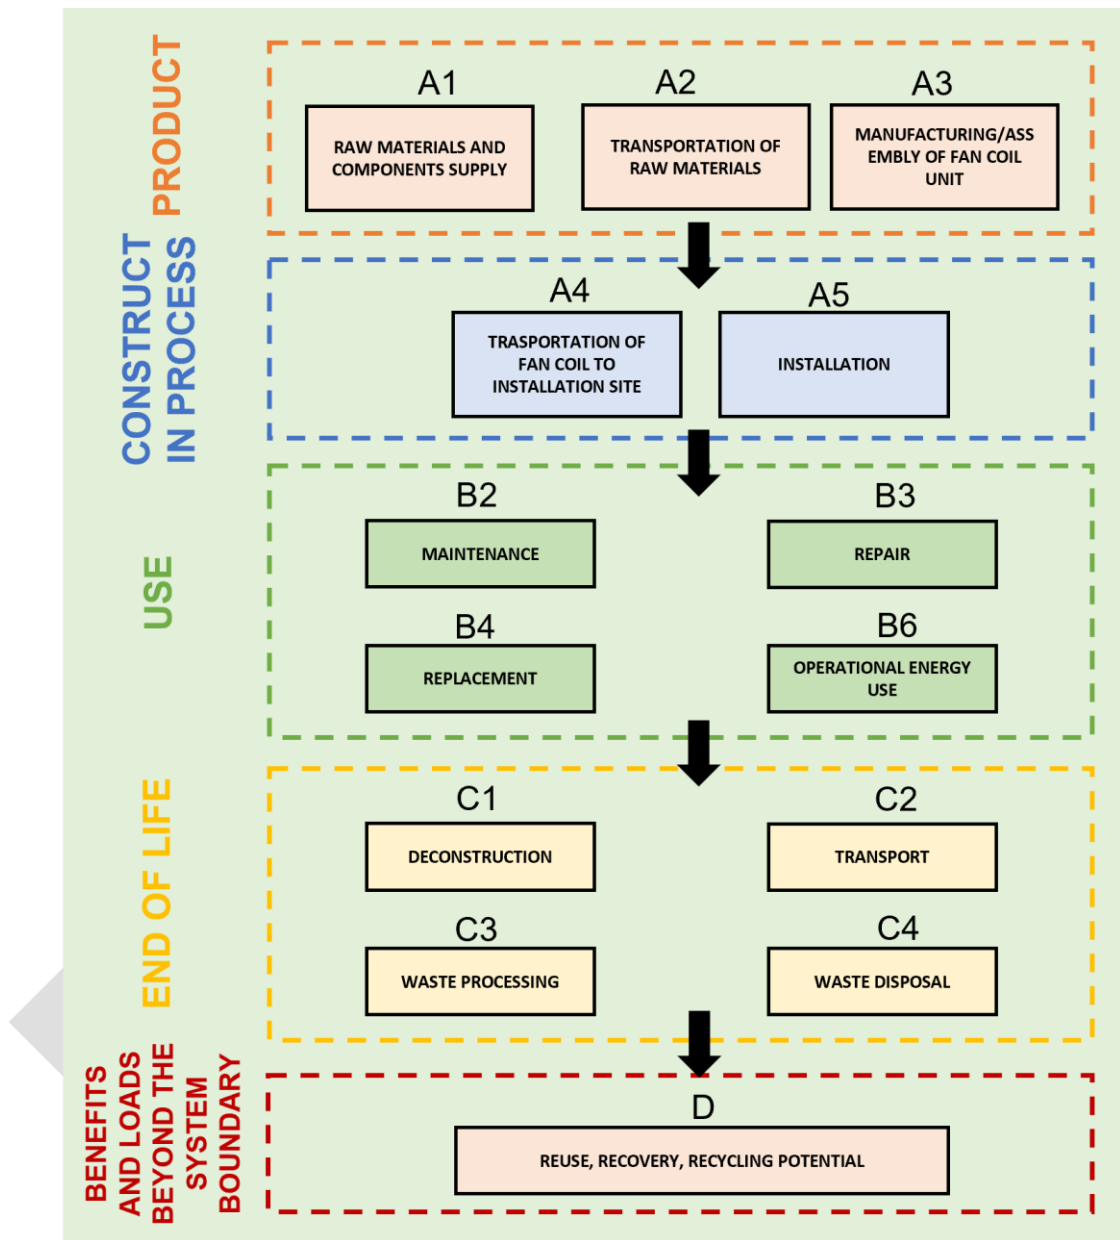 PRODUCT
A1
RAW MATERIALS AND
COMPONENTS SUPPLY
A2
TRANSPORTATION OF
RAW MATERIALS
A3
MANUFACTURING/ASS
EMBLY OF FAN COIL
UNIT
CONSTRUCT
IN PROCESS
A4
TRASPORTATION OF
FAN COIL TO
INSTALLATION SITE
A5
INSTALLATION
USE
B2
MAINTENANCE
B3
REPAIR
B4
REPLACEMENT
B6
OPERATIONAL ENERGY
USE
END OF LIFE
C1
DECONSTRUCTION
C2
TRANSPORT
C3
WASTE PROCESSING
C4
WASTE DISPOSAL
BENEFITS
AND LOADS
BEYOND THE
SYSTEM
BOUNDARY
D
REUSE, RECOVERY, RECYCLING POTENTIAL